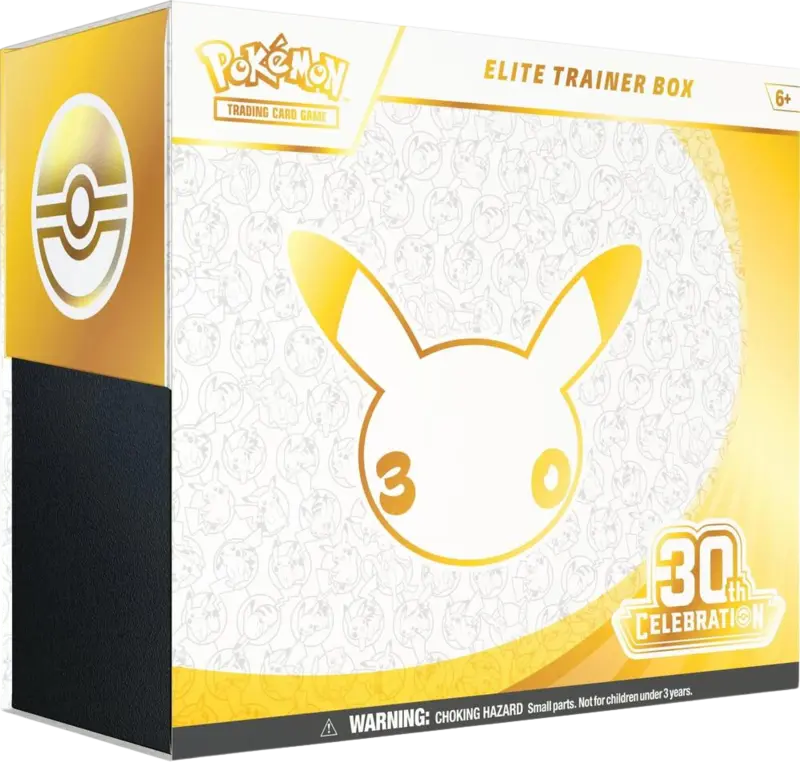 POKéMON
TRADING CARD GAME
ELITE TRAINER BOX
6+
3 0
30th
CELEBRATION
WARNING: CHOKING HAZARD Small parts. Not for children under 3 years.